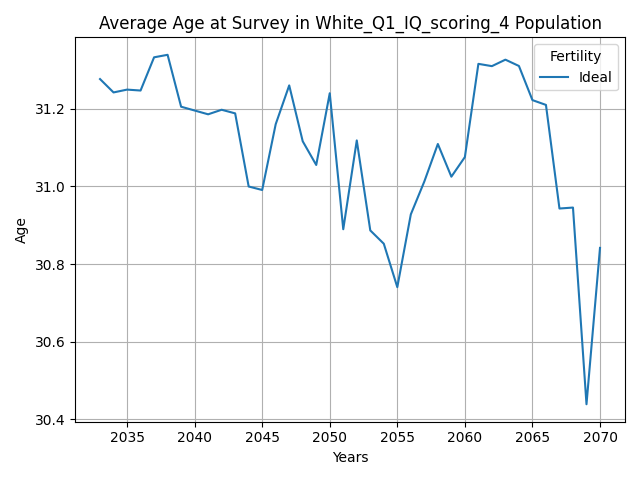 Average Age at Survey in White_Q1_IQ_scoring_4 Population
Fertility
Ideal
31.2
31.0
30.8
30.6
30.4
Age
2035 2040 2045 2050 2055 2060 2065 2070
Years